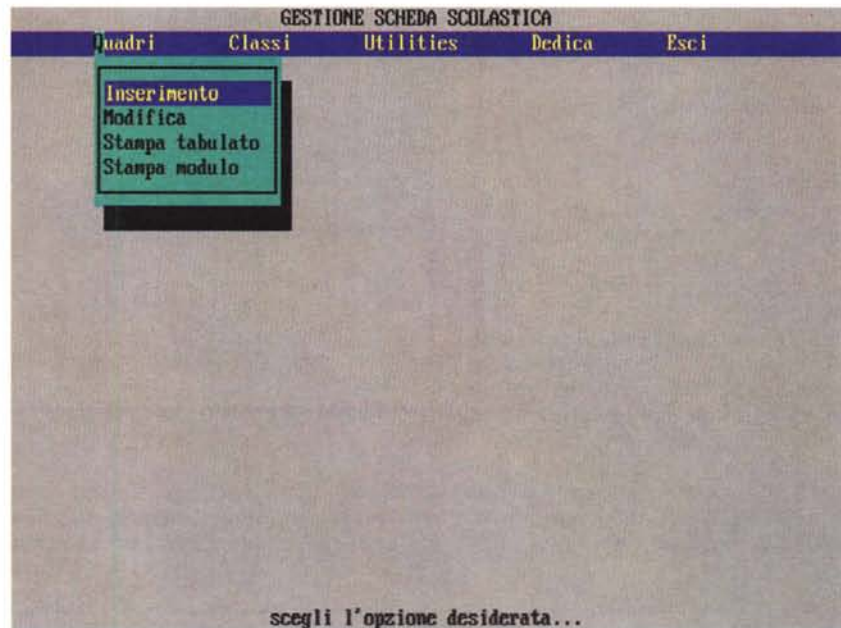 GESTIONE SCHEDA SCOLASTICA
Quadri Classi Utilities Dedica Esci
Inserimento
Modifica
Stampa tabulato
Stampa modulo
scegli l'opzione desiderata...